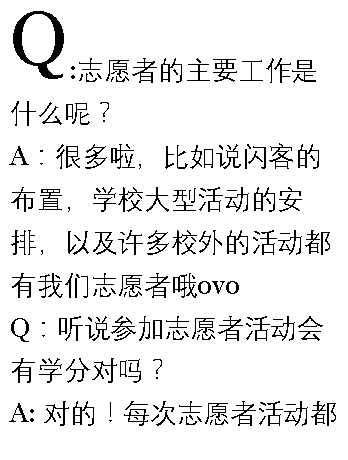 Q:志愿者的主要工作是
什么呢？
A：很多啦，比如说闪客的
布置，学校大型活动的安
排，以及许多校外的活动都
有我们志愿者哦ovo
Q：听说参加志愿者活动会
有学分对吗？
A: 对的！每次志愿者活动都